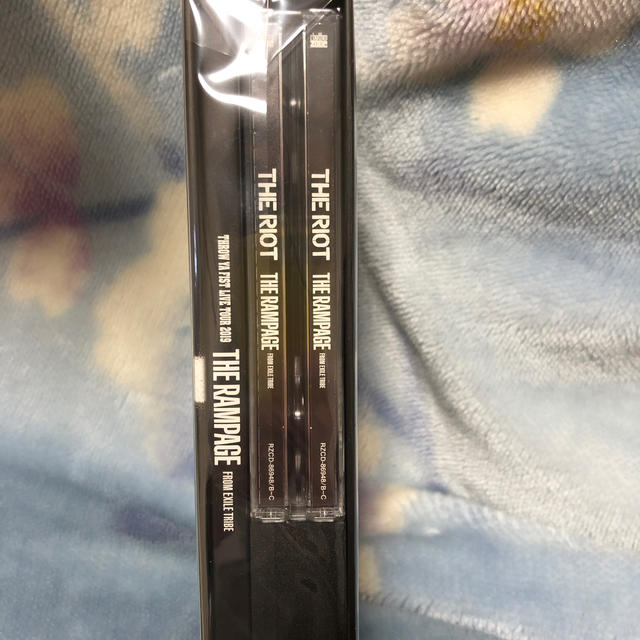 THROW YA FIST LIVE TOUR 2019 THE RAMPAGE FROM EXILE TRIBE
THE RIOT THE RAMPAGE FROM EXILE TRIBE RZCD-86948/B~C
THE RIOT THE RAMPAGE FROM EXILE TRIBE RZCD-86948/B~C